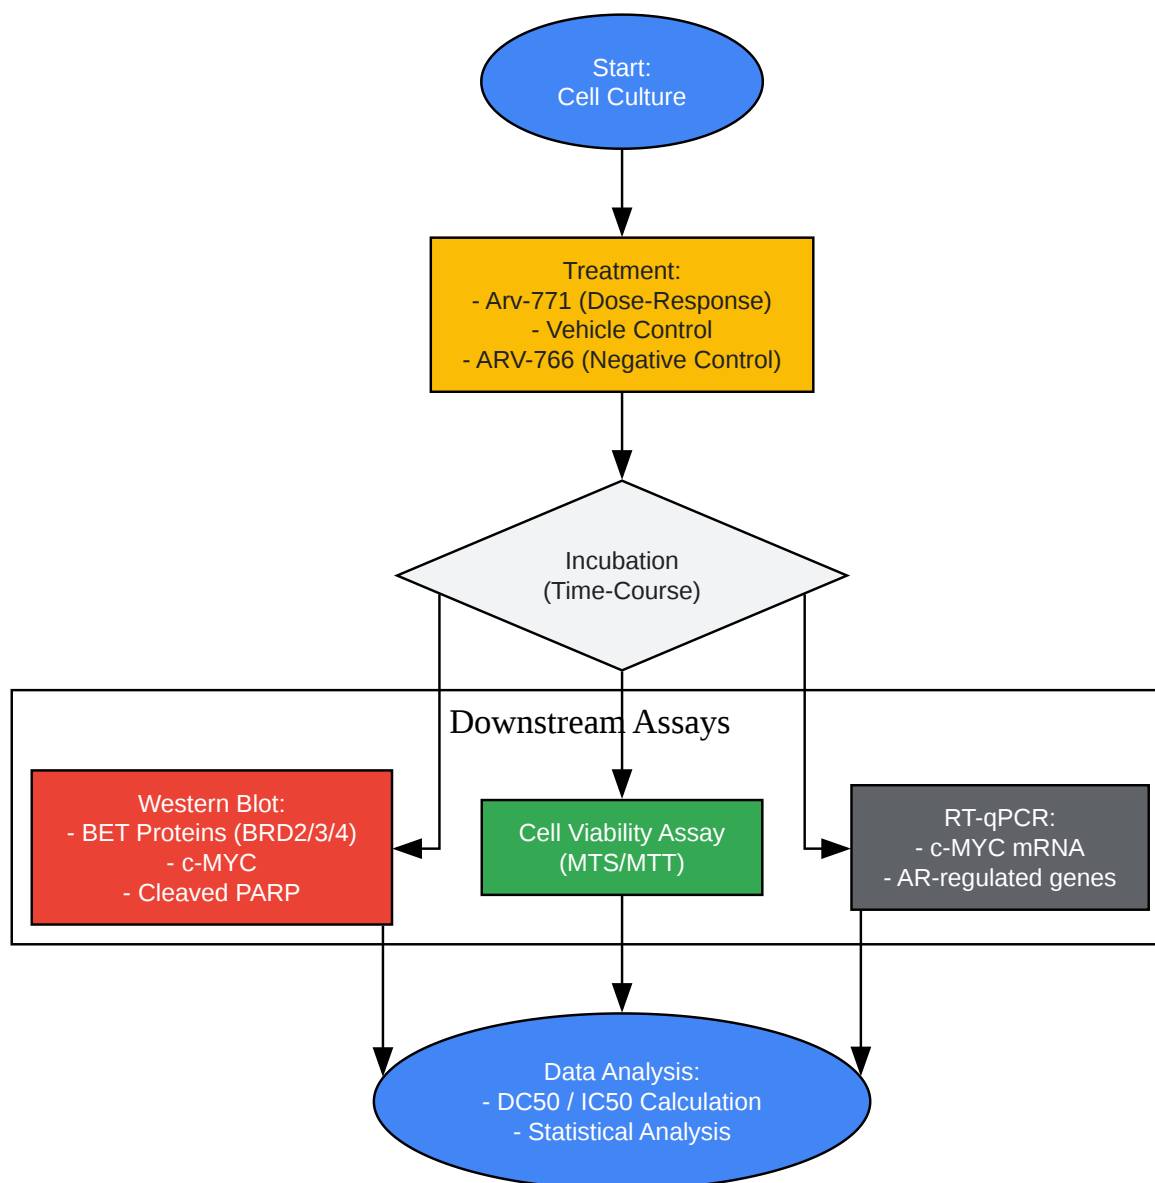 Start:
Cell Culture
Treatment:
- Arv-771 (Dose-Response)
- Vehicle Control
- ARV-766 (Negative Control)
Incubation
(Time-Course)
Downstream Assays
Western Blot:
- BET Proteins (BRD2/3/4)
- c-MYC
- Cleaved PARP
Cell Viability Assay
(MTS/MTT)
RT-qPCR:
- c-MYC mRNA
- AR-regulated genes
Data Analysis:
- DC50 / IC50 Calculation
- Statistical Analysis